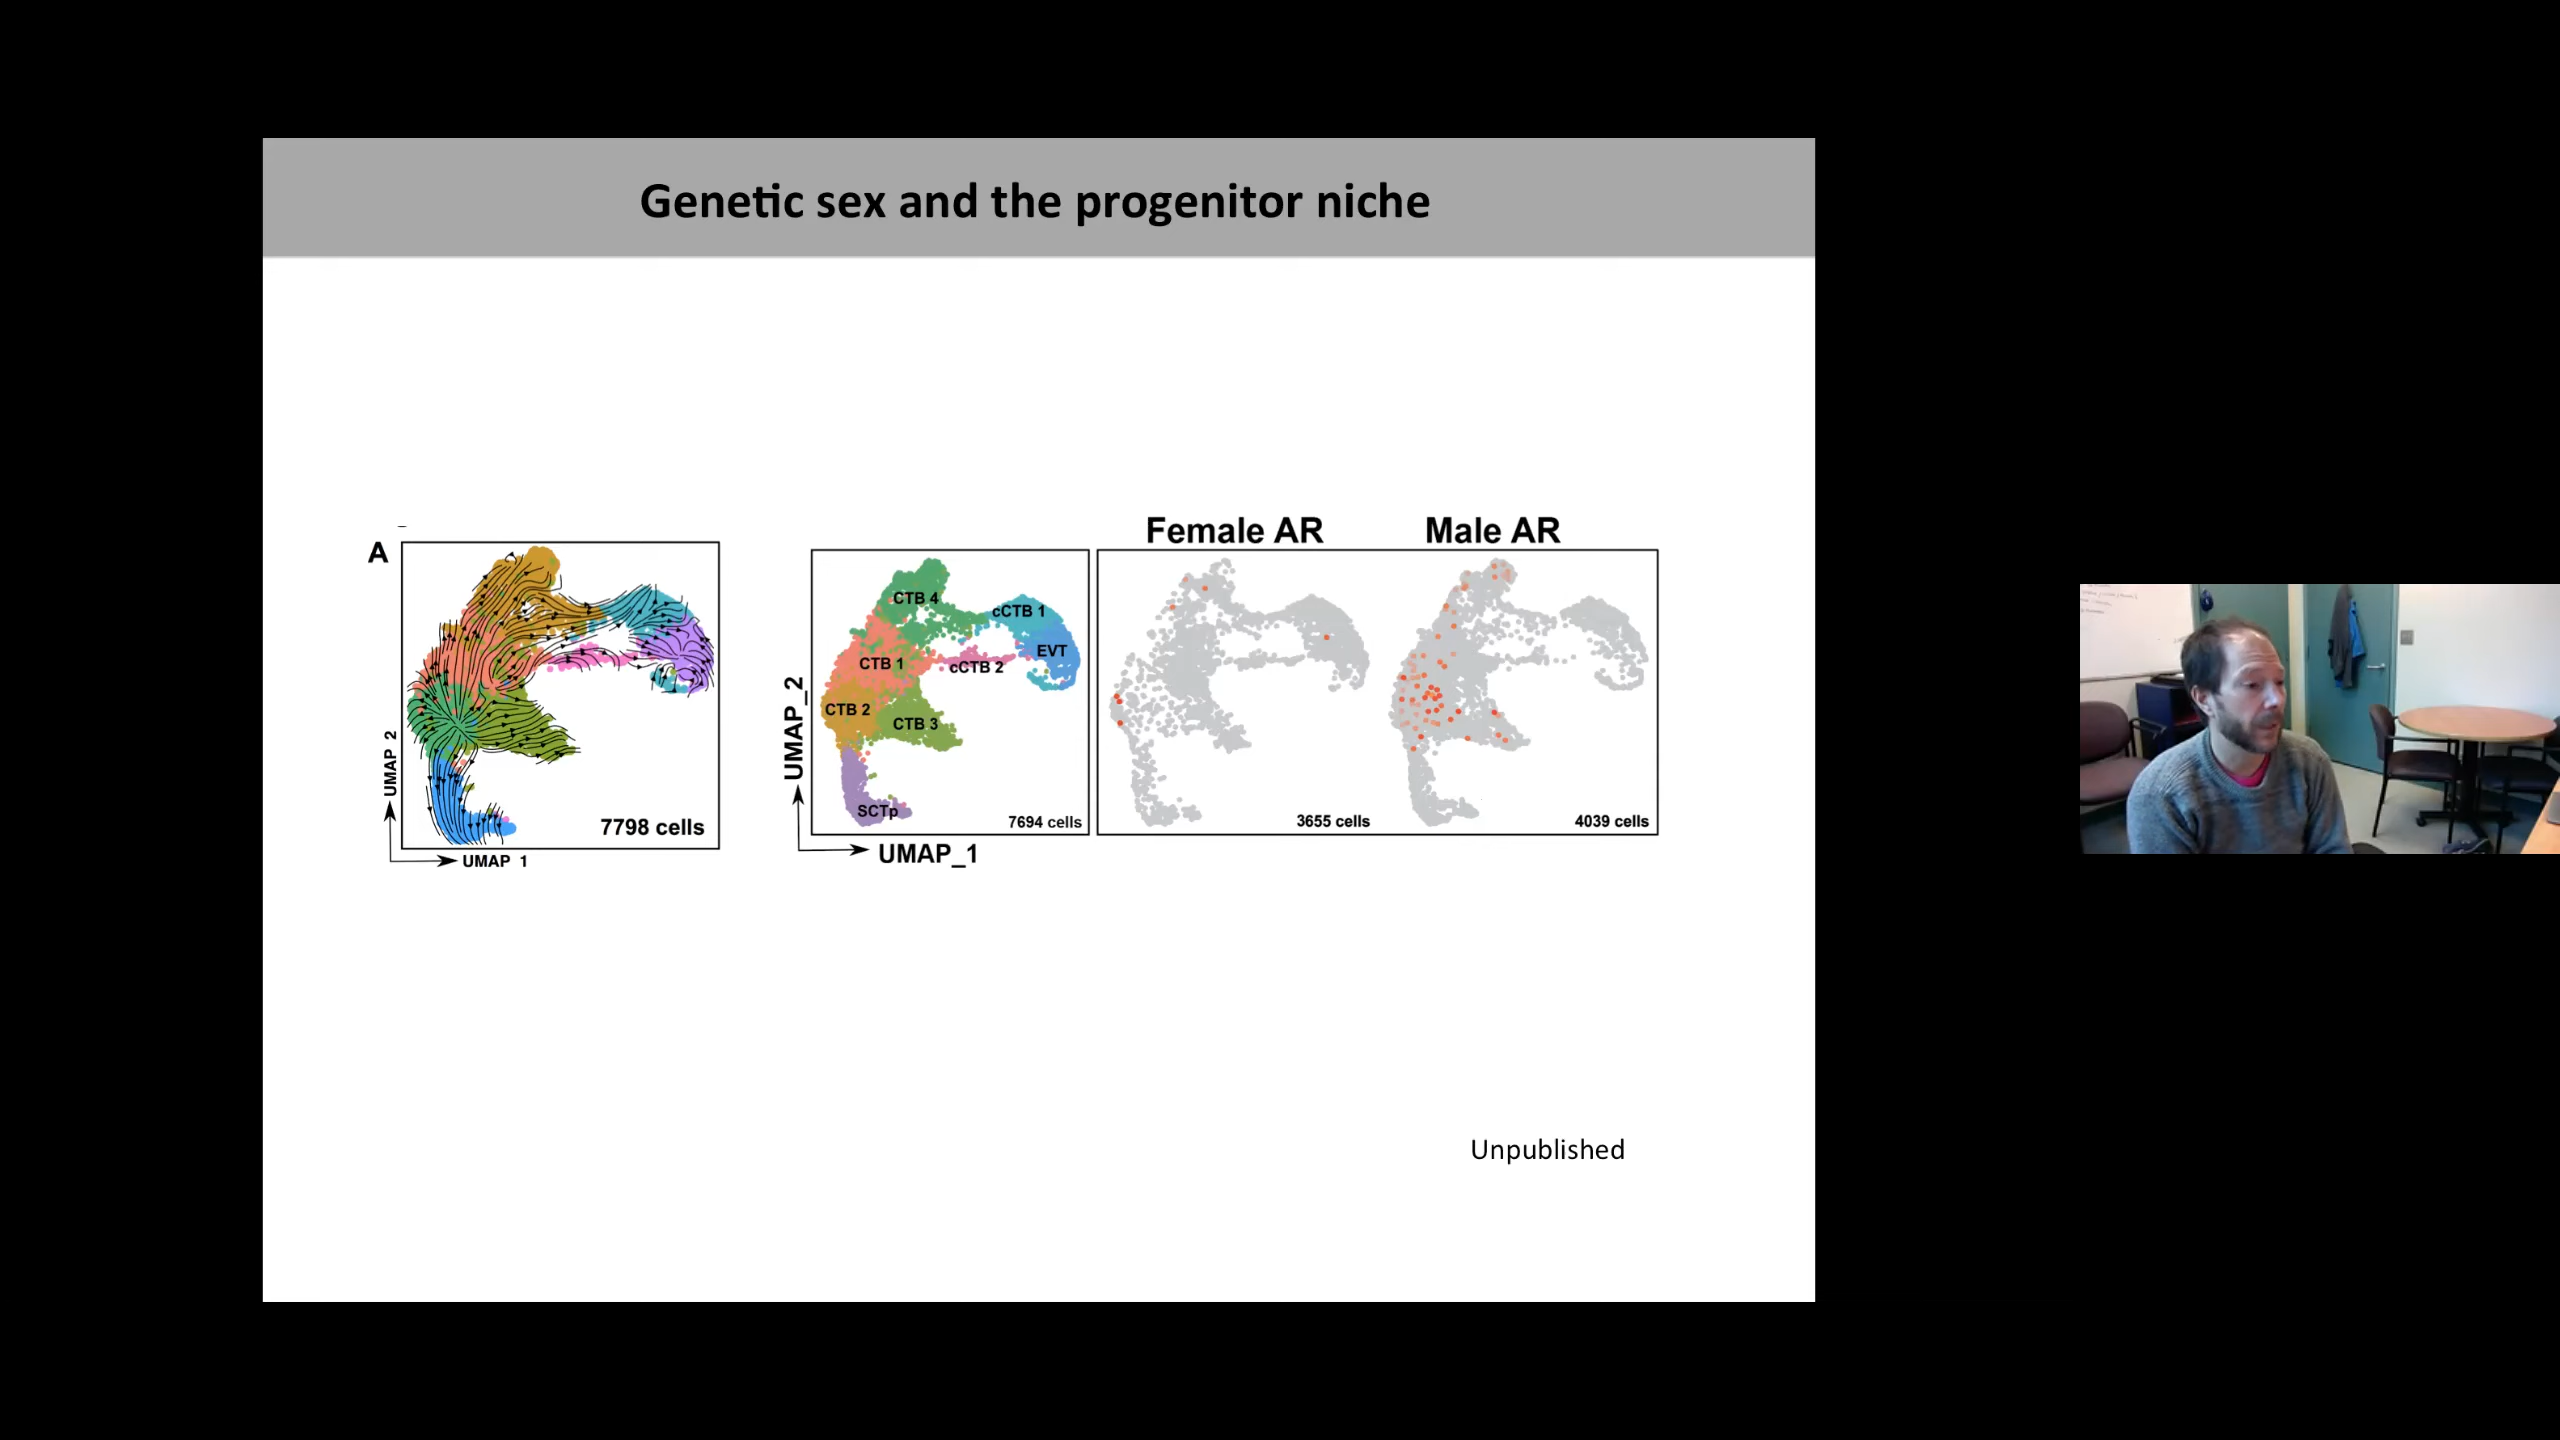 Genetic sex and the progenitor niche
A
UMAP 2
UMAP 1
7798 cells
UMAP_2
UMAP_1
CTB 4
cCTB 1
EVT
CTB 1
cCTB 2
CTB 2
CTB 3
SCTp
7694 cells
Female AR
Male AR
3655 cells
4039 cells
Unpublished